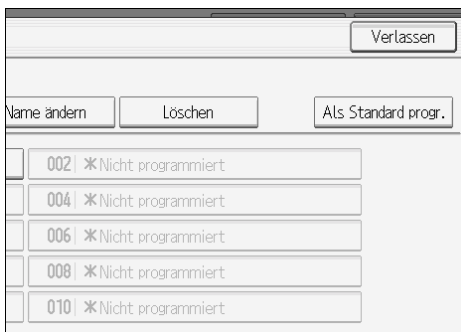 Verlassen
Name ändern Löschen Als Standard progr.
002 ✱Nicht programmiert
004 ✱Nicht programmiert
006 ✱Nicht programmiert
008 ✱Nicht programmiert
010 ✱Nicht programmiert